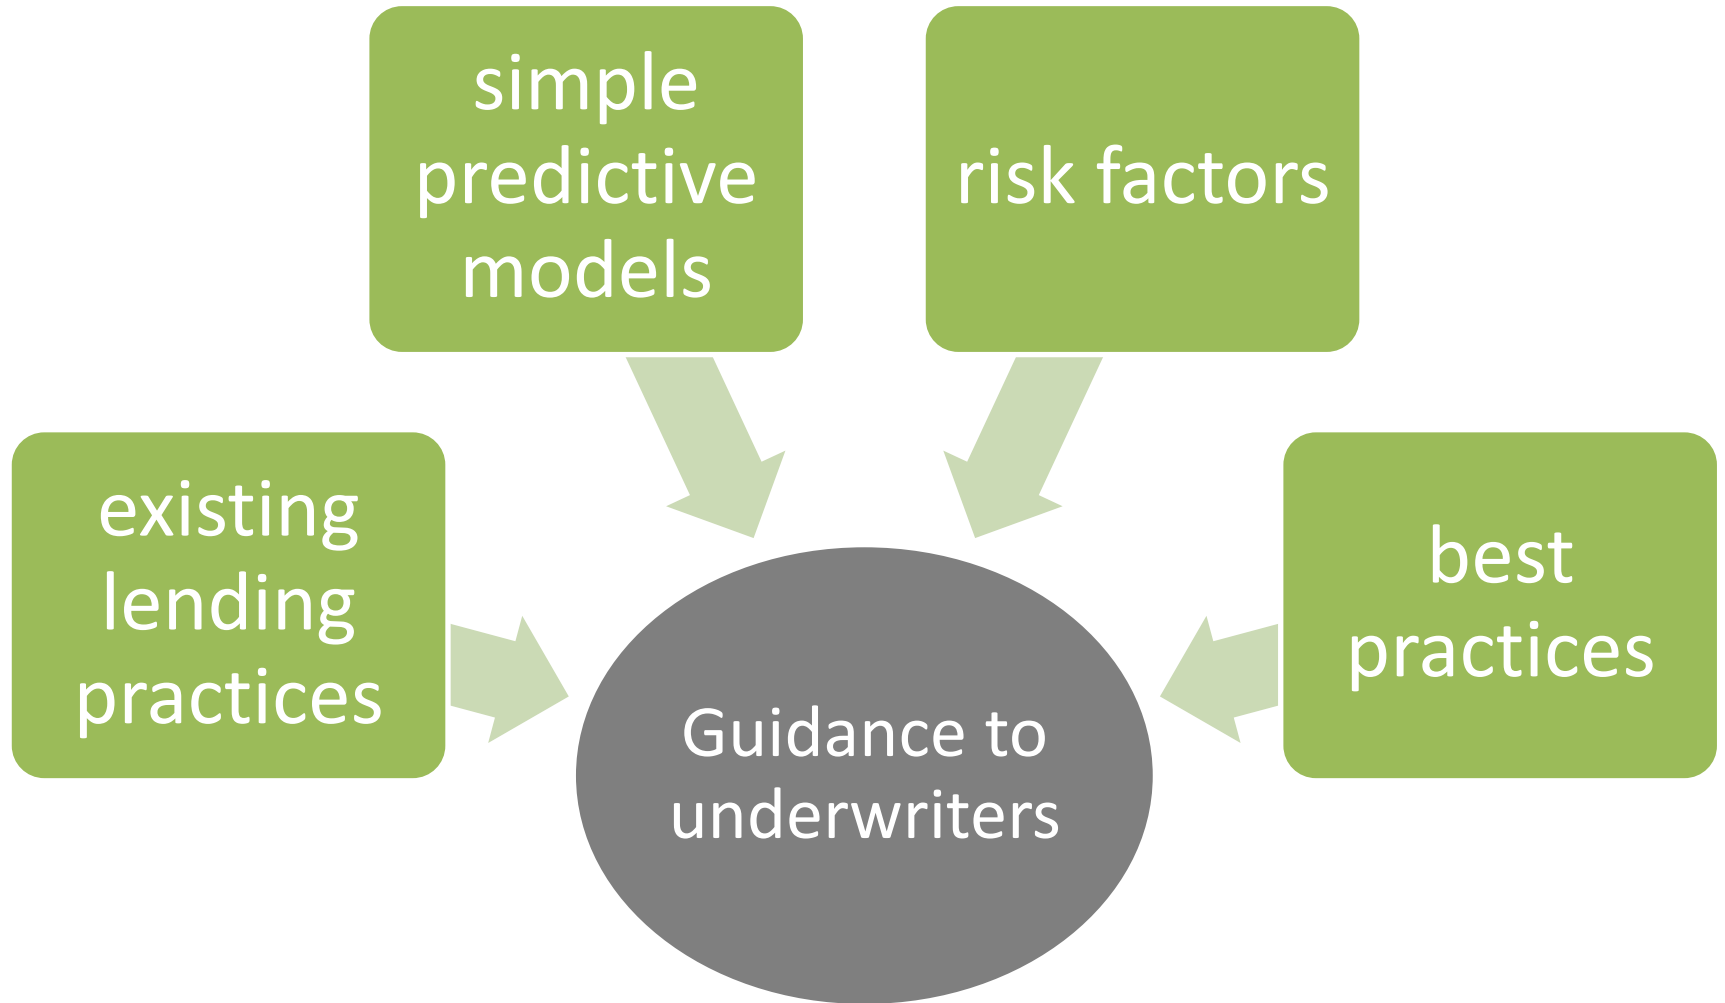 simple
predictive
models
risk factors
existing
lending
practices
best
practices
Guidance to
underwriters